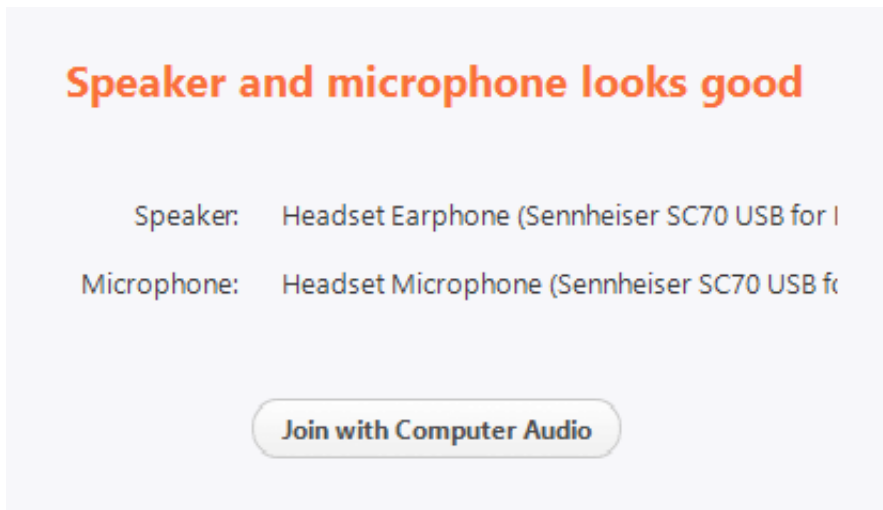 Speaker and microphone looks good
Speaker: Headset Earphone (Sennheiser SC70 USB for
Microphone: Headset Microphone (Sennheiser SC70 USB
Join with Computer Audio